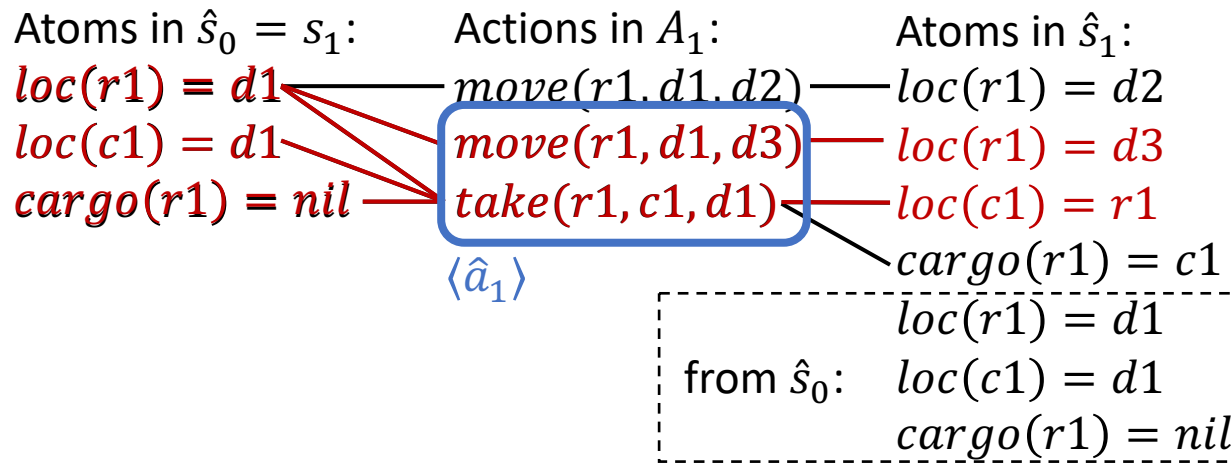 Atoms in ŝ₀ = s₁: Actions in A₁: Atoms in ŝ₁:
loc(r1) = d1 move(r1, d1, d2) loc(r1) = d2
loc(c1) = d1 move(r1, d1, d3) loc(r1) = d3
cargo(r1) = nil take(r1, c1, d1) loc(c1) = r1
⟨â₁⟩ cargo(r1) = c1
loc(r1) = d1
from ŝ₀: loc(c1) = d1
cargo(r1) = nil